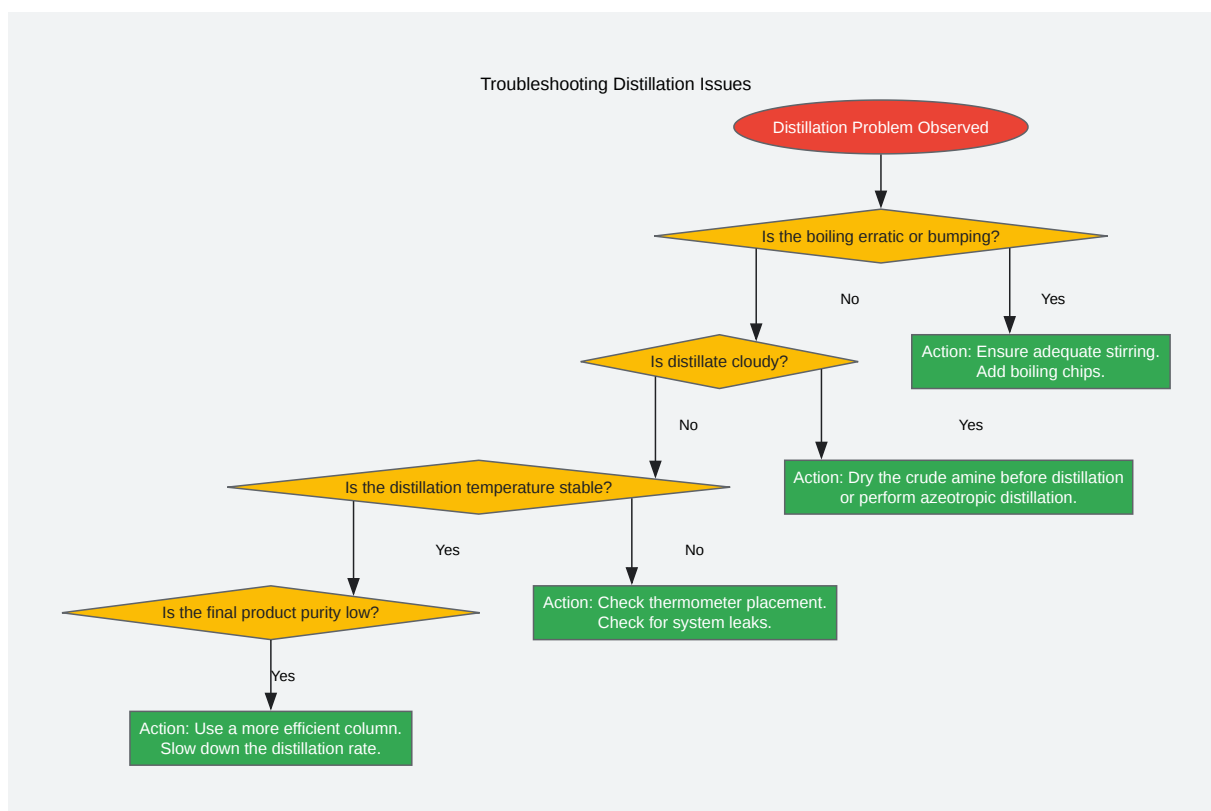 Troubleshooting Distillation Issues
Distillation Problem Observed
Is the boiling erratic or bumping?
No
Yes
Is distillate cloudy?
Action: Ensure adequate stirring.
Add boiling chips.
No
Yes
Is the distillation temperature stable?
Action: Dry the crude amine before distillation
or perform azeotropic distillation.
Yes
No
Is the final product purity low?
Action: Check thermometer placement.
Check for system leaks.
Yes
Action: Use a more efficient column.
Slow down the distillation rate.